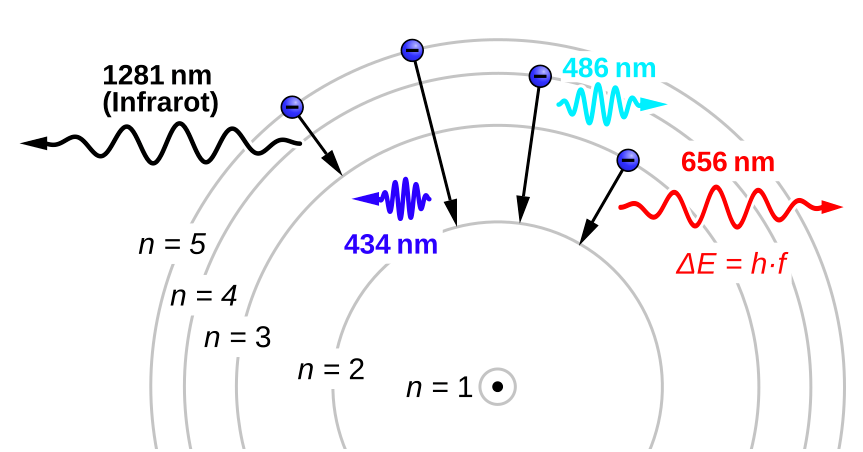 1281 nm
(Infrarot)
486 nm
656 nm
434 nm
ΔE = h·f
n = 5
n = 4
n = 3
n = 2
n = 1